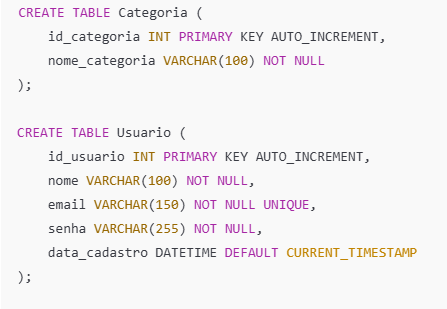 CREATE TABLE Categoria (
    id_categoria INT PRIMARY KEY AUTO_INCREMENT,
    nome_categoria VARCHAR(100) NOT NULL
);

CREATE TABLE Usuario (
    id_usuario INT PRIMARY KEY AUTO_INCREMENT,
    nome VARCHAR(100) NOT NULL,
    email VARCHAR(150) NOT NULL UNIQUE,
    senha VARCHAR(255) NOT NULL,
    data_cadastro DATETIME DEFAULT CURRENT_TIMESTAMP
);